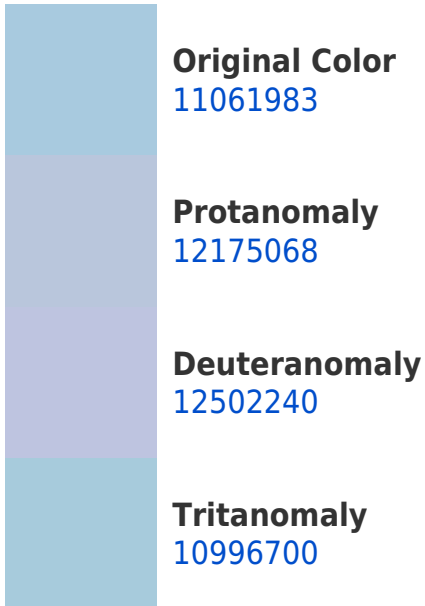 Original Color
11061983
Protanomaly
12175068
Deuteranomaly
12502240
Tritanomaly
10996700